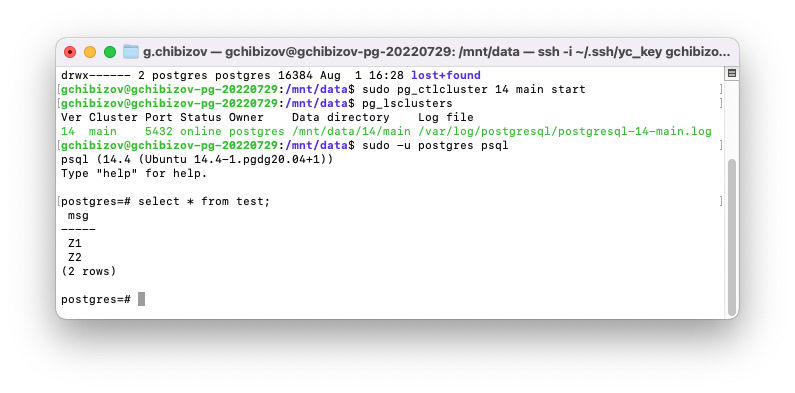 g.chibizov — gchibizov@gchibizov-pg-20220729: /mnt/data — ssh -i ~/.ssh/yc_key gchibizo...
drwx------ 2 postgres postgres 16384 Aug  1 16:28 lost+found
[gchibizov@gchibizov-pg-20220729:/mnt/data$ sudo pg_ctlcluster 14 main start ]
[gchibizov@gchibizov-pg-20220729:/mnt/data$ pg_lsclusters ]
Ver Cluster Port Status Owner    Data directory    Log file
14  main    5432 online postgres /mnt/data/14/main /var/log/postgresql/postgresql-14-main.log
[gchibizov@gchibizov-pg-20220729:/mnt/data$ sudo -u postgres psql ]
psql (14.4 (Ubuntu 14.4-1.pgdg20.04+1))
Type "help" for help.
[postgres=# select * from test; ]
 msg
-----
 Z1
 Z2
(2 rows)
postgres=#